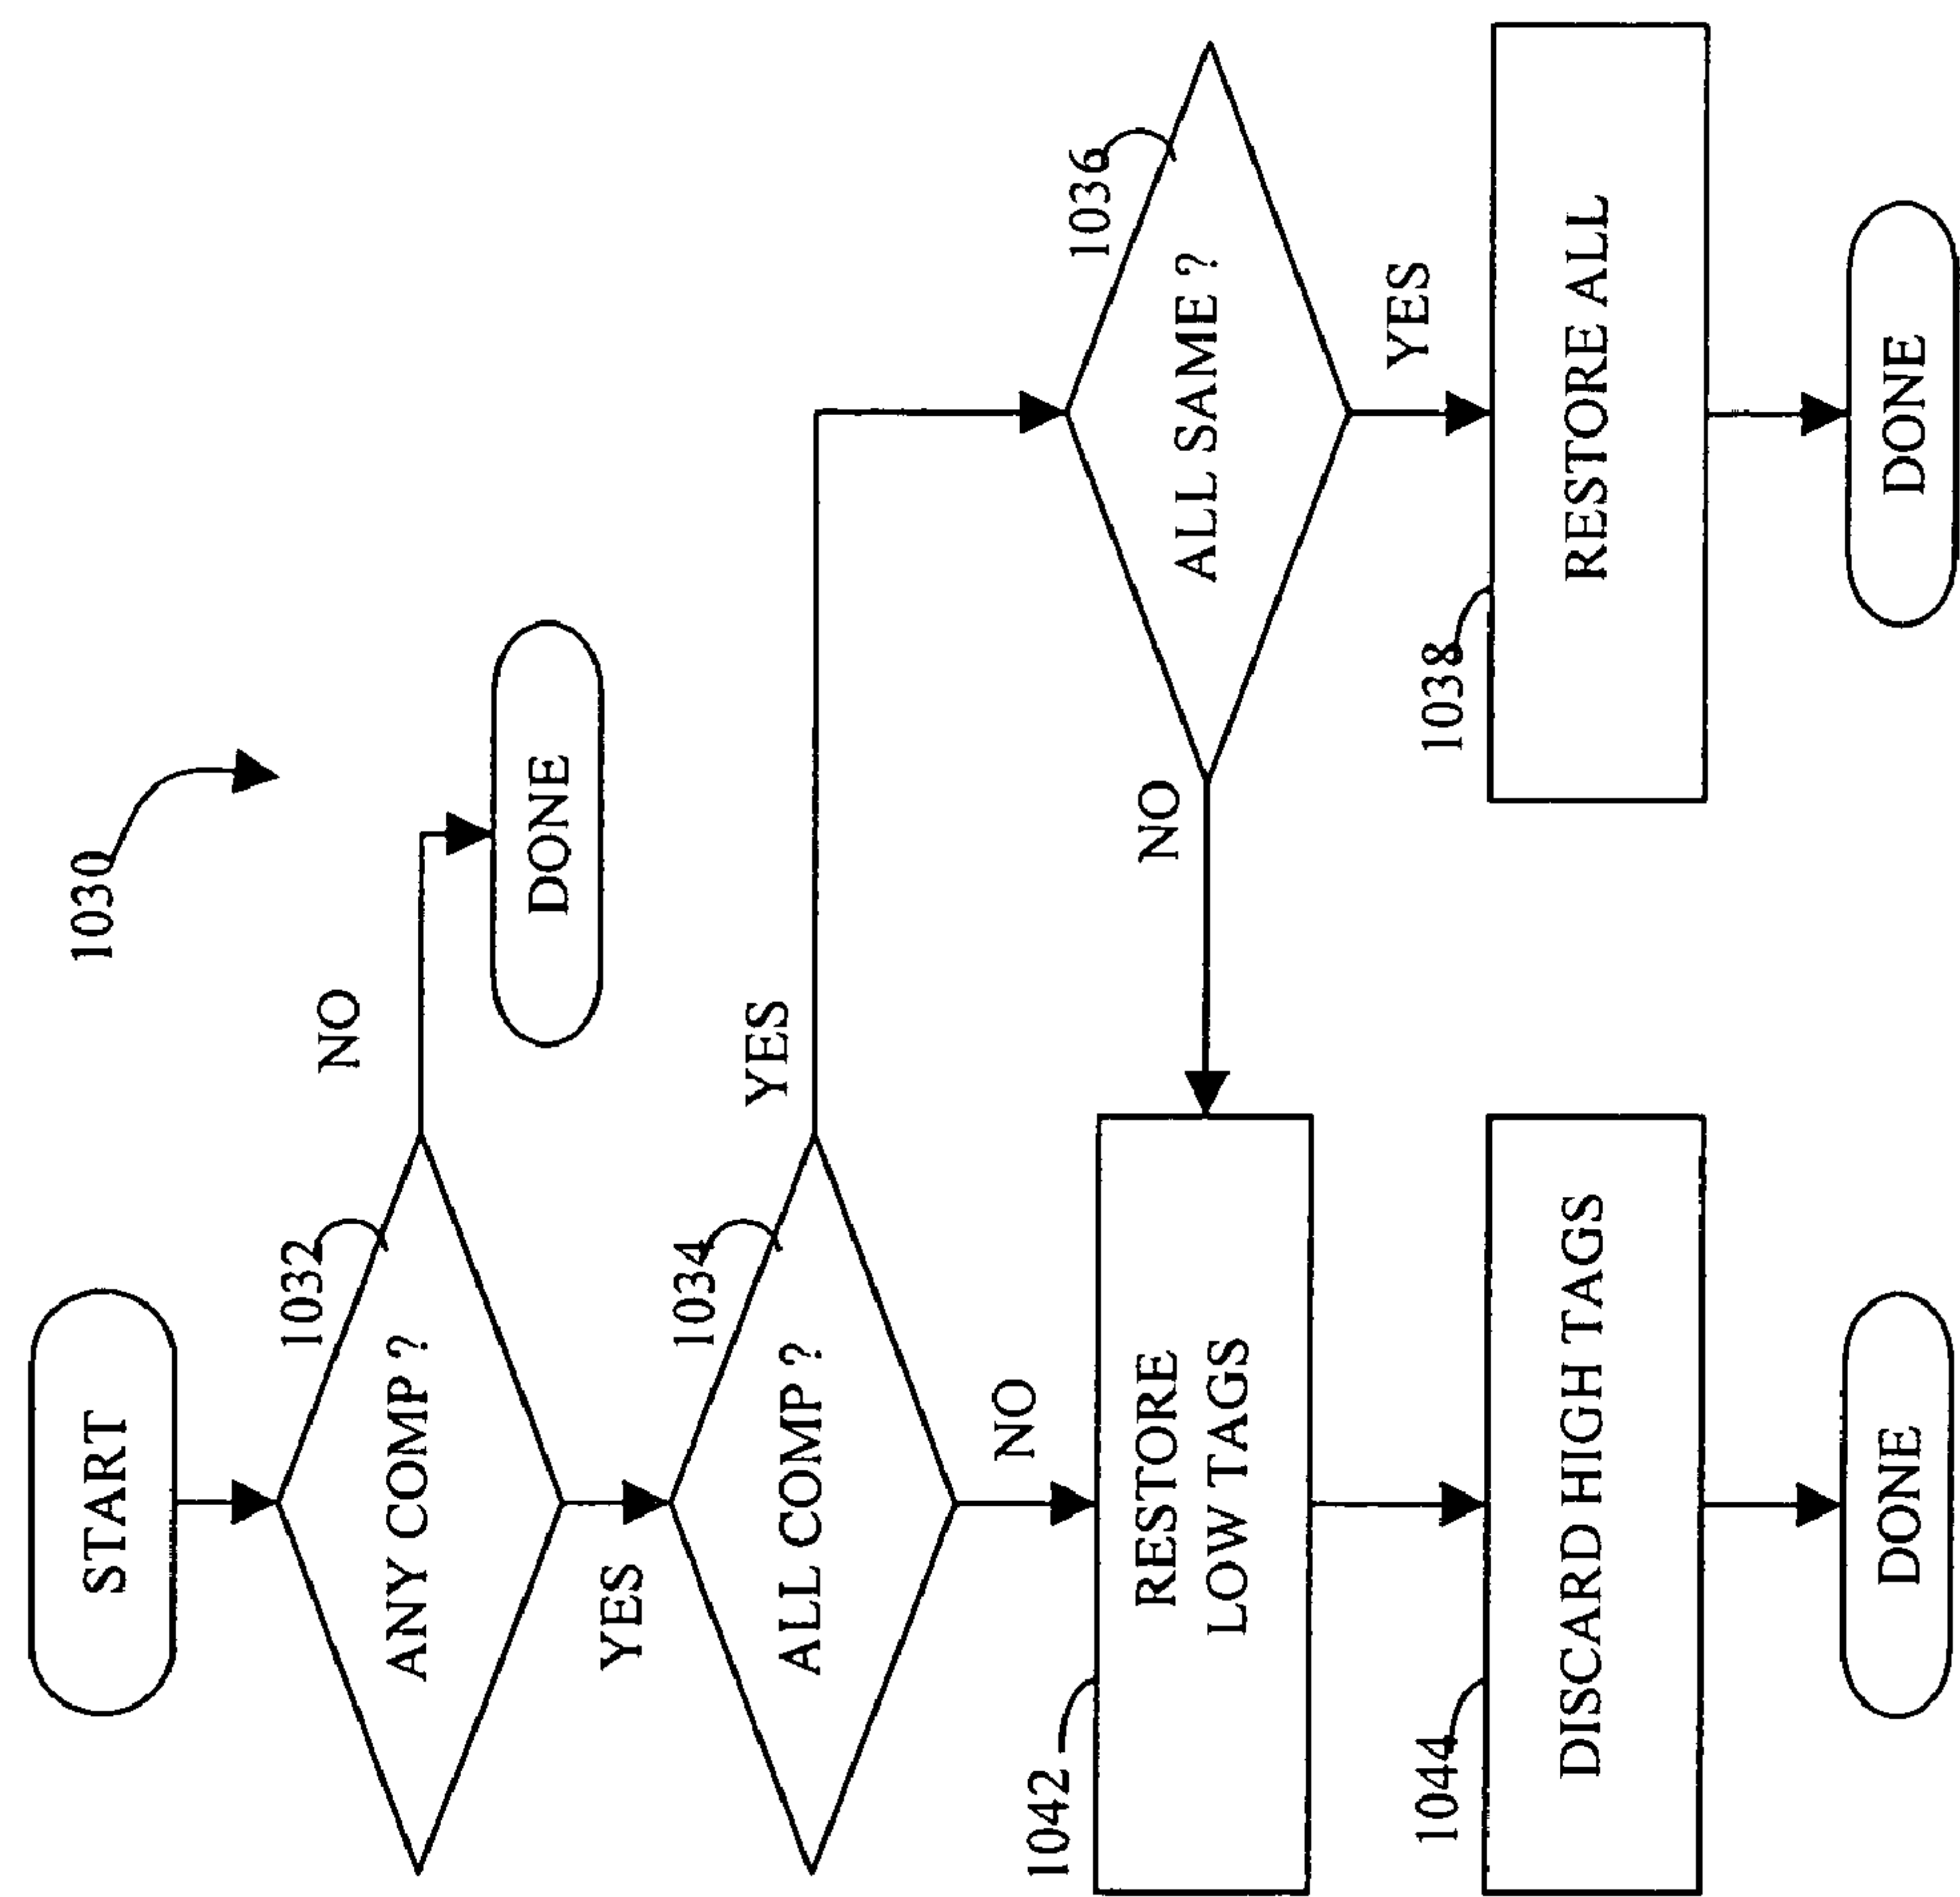 1030
START
1032
ANY COMP ?
NO
DONE
YES
1034
ALL COMP ?
YES
NO
1036
ALL SAME ?
NO
YES
1042
RESTORE
LOW TAGS
1038
RESTORE ALL
1044
DISCARD HIGH TAGS
DONE
DONE